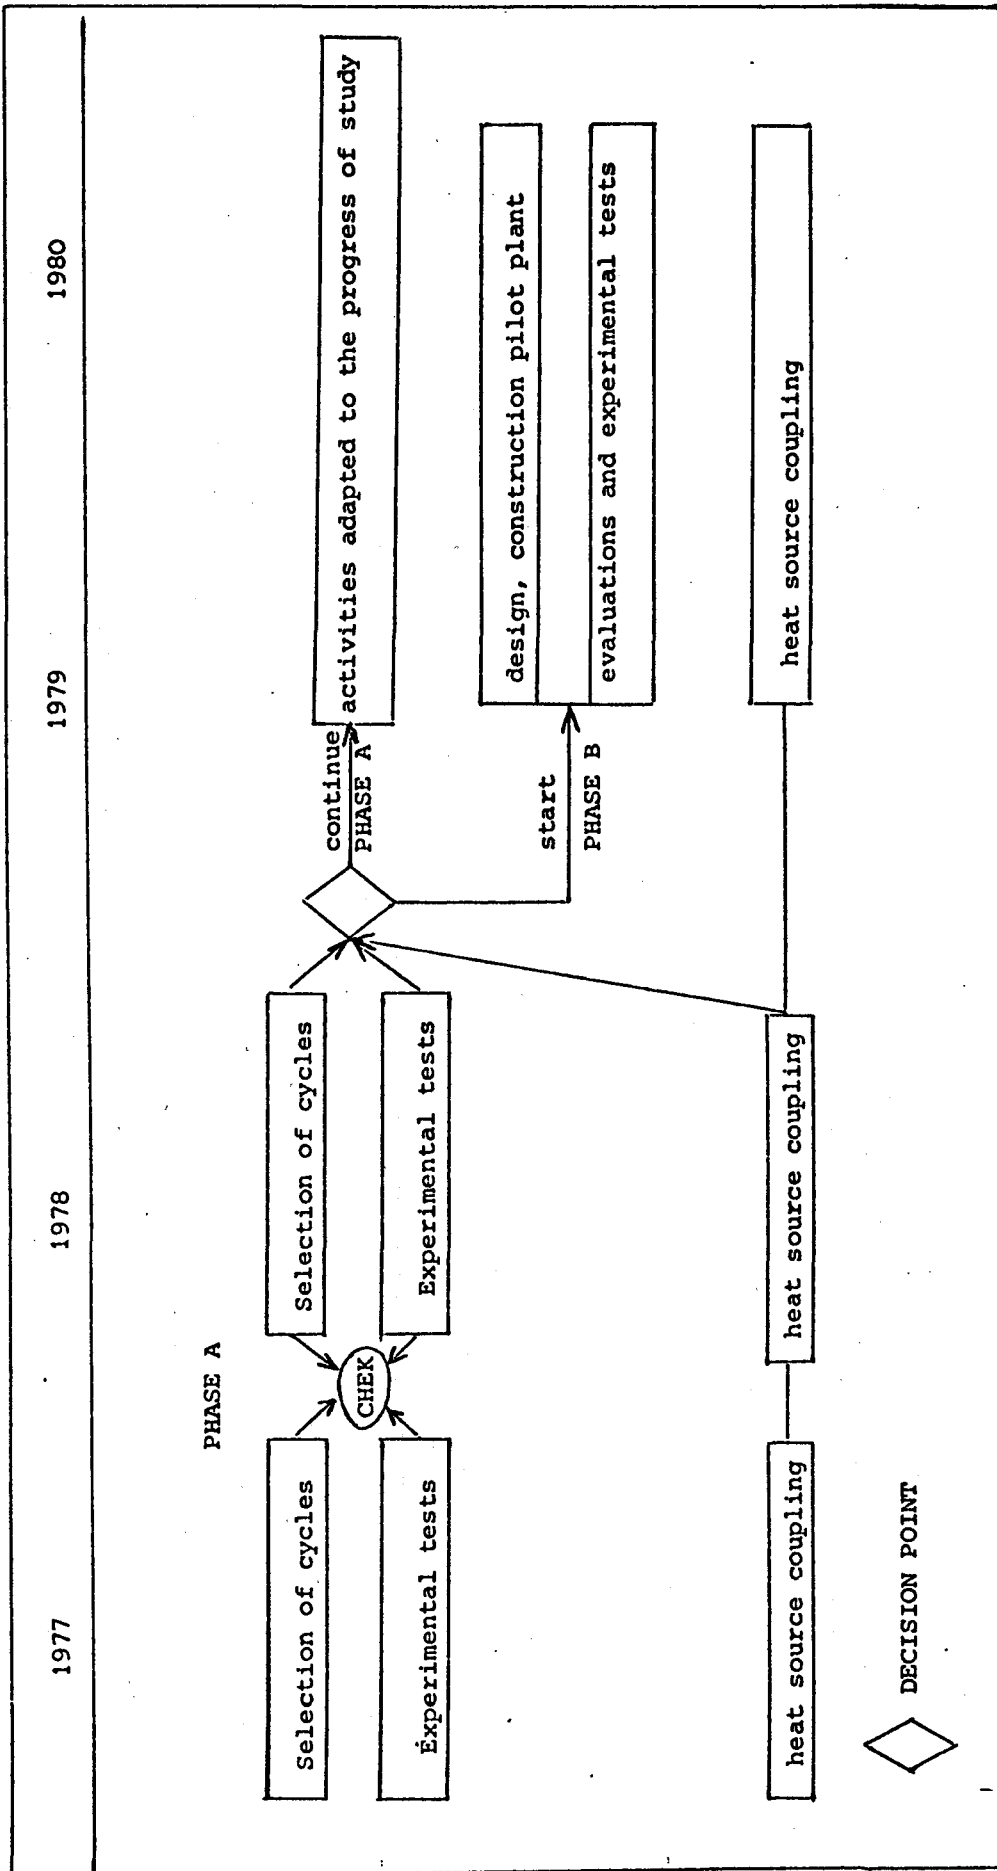 1977
1978
1979
1980
PHASE A
Selection of cycles
Selection of cycles
CHEK
Experimental tests
Experimental tests
continue
PHASE A
activities adapted to the progress of study
start
PHASE B
design, construction pilot plant
evaluations and experimental tests
heat source coupling
heat source coupling
heat source coupling
DECISION POINT